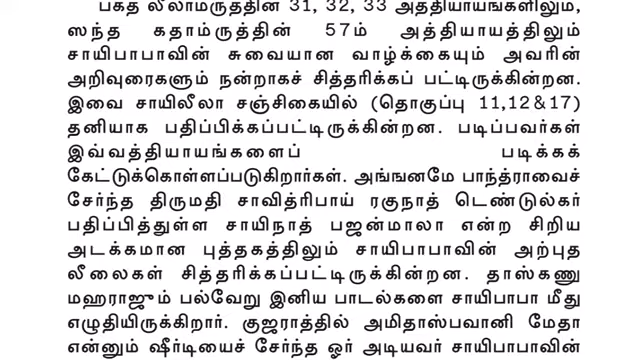 பகத லீலாமருத்தின் 31, 32, 33 அத்தியாயங்களிலும்,
ஸந்த கதாம்ருத்தின் 57ம் அத்தியாயத்திலும்
சாயிபாபாவின் சுவையான வாழ்க்கையும் அவரின்
அறிவுரைகளும் நன்றாகச் சித்தரிக்கப் பட்டிருக்கின்றன.
இவை சாயிலீலா சஞ்சிகையில் (தொகுப்பு 11,12&17)
தனியாக பதிப்பிக்கப்பட்டிருக்கின்றன. படிப்பவர்கள்
இவ்வத்தியாயங்களைப் படிக்கக்
கேட்டுக்கொள்ளப்படுகிறார்கள். அங்ஙனமே பாந்த்ராவைச்
சேர்ந்த திருமதி சாவித்ரிபாய் ரகுநாத் டெண்டுல்கர்
பதிப்பித்துள்ள சாயிநாத் பஜன்மாலா என்ற சிறிய
அடக்கமான புத்தகத்திலும் சாயிபாபாவின் அற்புத
லீலைகள் சித்தரிக்கப்பட்டிருக்கின்றன. தாஸ்கணு
மஹராஜும் பல்வேறு இனிய பாடல்களை சாயிபாபா மீது
எழுதியிருக்கிறார். குஜராத்தில் அமிதாஸ்பவானி மேதா
என்னும் ஷீர்டியைச் சேர்ந்த ஓர் அடியவர் சாயிபாபாவின்